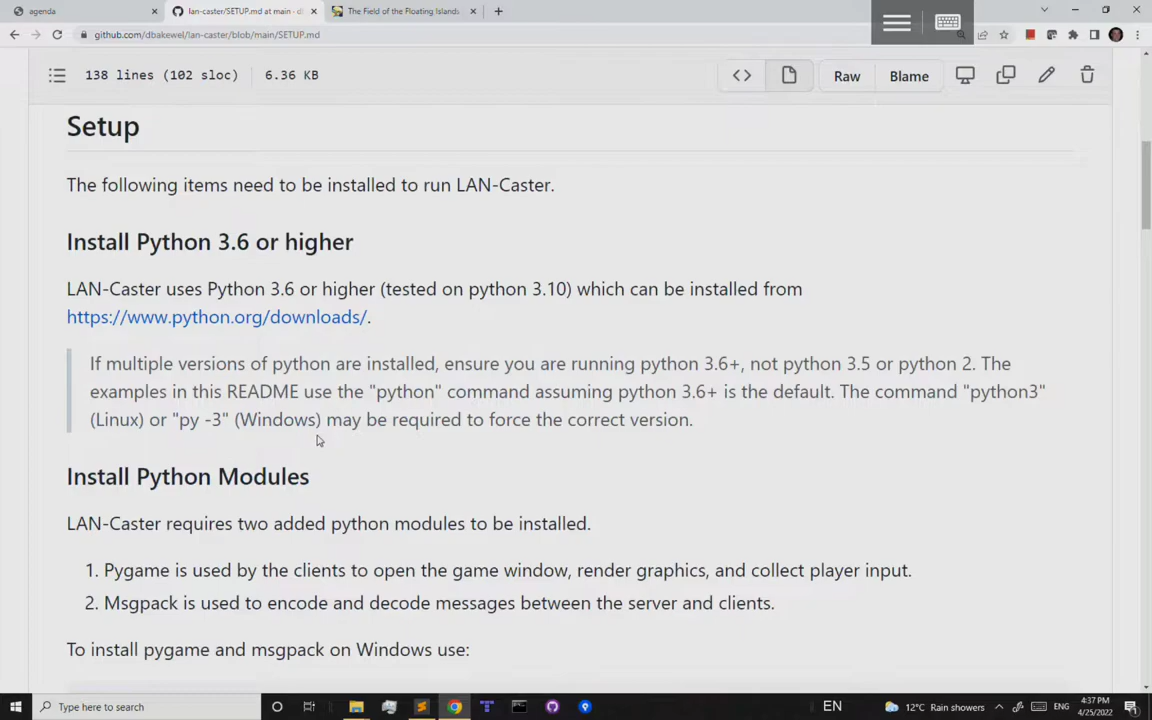 agenda
lan-caster/SETUP.md at main · d
The Field of the Floating Islands
github.com/dbakewel/lan-caster/blob/main/SETUP.md
138 lines (102 sloc) 6.36 KB
Raw Blame
Setup
The following items need to be installed to run LAN-Caster.
Install Python 3.6 or higher
LAN-Caster uses Python 3.6 or higher (tested on python 3.10) which can be installed from
https://www.python.org/downloads/.
If multiple versions of python are installed, ensure you are running python 3.6+, not python 3.5 or python 2. The
examples in this README use the "python" command assuming python 3.6+ is the default. The command "python3"
(Linux) or "py -3" (Windows) may be required to force the correct version.
Install Python Modules
LAN-Caster requires two added python modules to be installed.
1. Pygame is used by the clients to open the game window, render graphics, and collect player input.
2. Msgpack is used to encode and decode messages between the server and clients.
To install pygame and msgpack on Windows use:
Type here to search
EN
12°C Rain showers
ENG
4:37 PM
4/25/2022